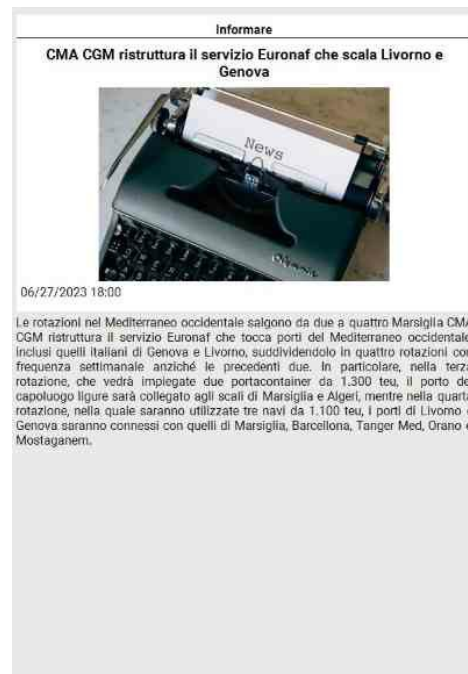 Informare
CMA CGM ristruttura il servizio Euronaf che scala Livorno e
Genova
News
Olympia
06/27/2023 18:00
Le rotazioni nel Mediterraneo occidentale salgono da due a quattro Marsiglia CMA
CGM ristruttura il servizio Euronaf che tocca porti del Mediterraneo occidentale
inclusi quelli italiani di Genova e Livorno, suddividendolo in quattro rotazioni con
frequenza settimanale anziché le precedenti due. In particolare, nella terza
rotazione, che vedrà impiegate due portacontainer da 1.300 teu, il porto del
capoluogo ligure sarà collegato agli scali di Marsiglia e Algeri, mentre nella quarta
rotazione, nella quale saranno utilizzate tre navi da 1.100 teu, i porti di Livorno e
Genova saranno connessi con quelli di Marsiglia, Barcellona, Tanger Med, Orano e
Mostaganem.